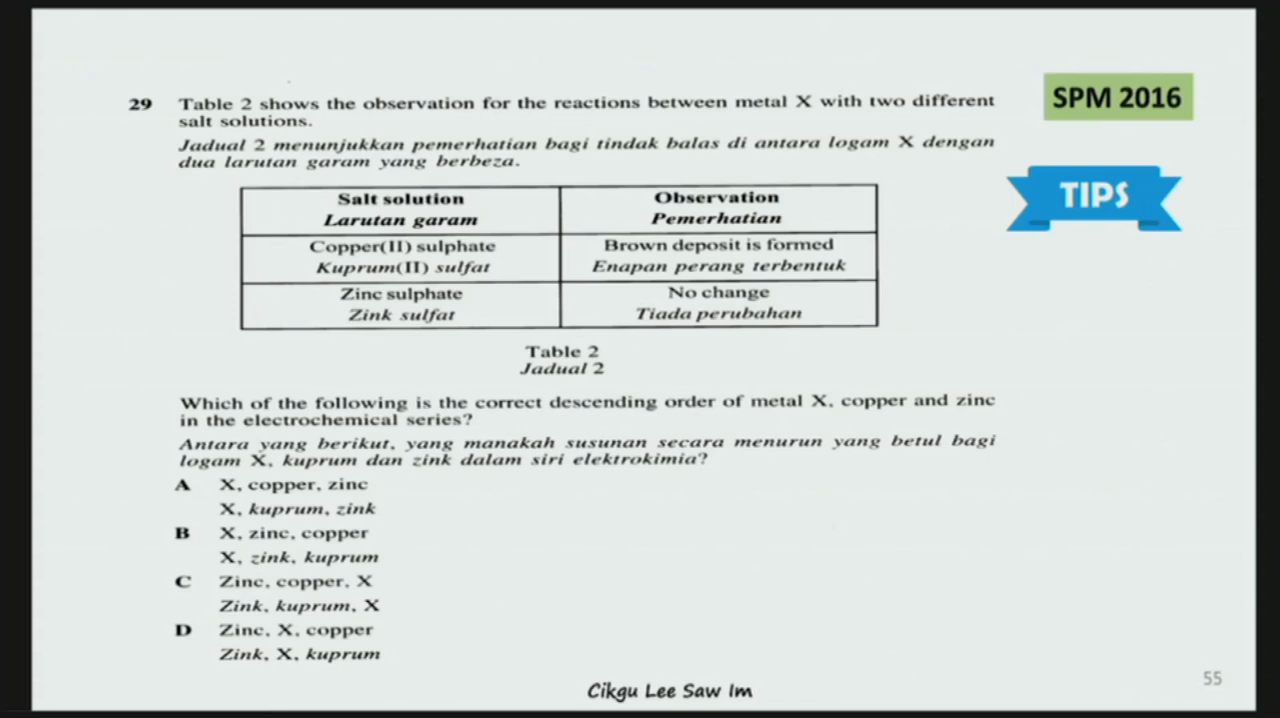 SPM 2016
TIPS
29 Table 2 shows the observation for the reactions between metal X with two different
salt solutions.
Jadual 2 menunjukkan pemerhatian bagi tindak balas di antara logam X dengan
dua larutan garam yang berbeza.
Salt solution Observation
Larutan garam Pemerhatian
Copper(II) sulphate Brown deposit is formed
Kuprum(II) sulfat Enapan perang terbentuk
Zinc sulphate No change
Zink sulfat Tiada perubahan
Table 2
Jadual 2
Which of the following is the correct descending order of metal X, copper and zinc
in the electrochemical series?
Antara yang berikut, yang manakah susunan secara menurun yang betul bagi
logam X, kuprum dan zink dalam siri elektrokimia?
A X, copper, zinc
X, kuprum, zink
B X, zinc, copper
X, zink, kuprum
C Zinc, copper, X
Zink, kuprum, X
D Zinc, X, copper
Zink, X, kuprum
Cikgu Lee Saw Im
55